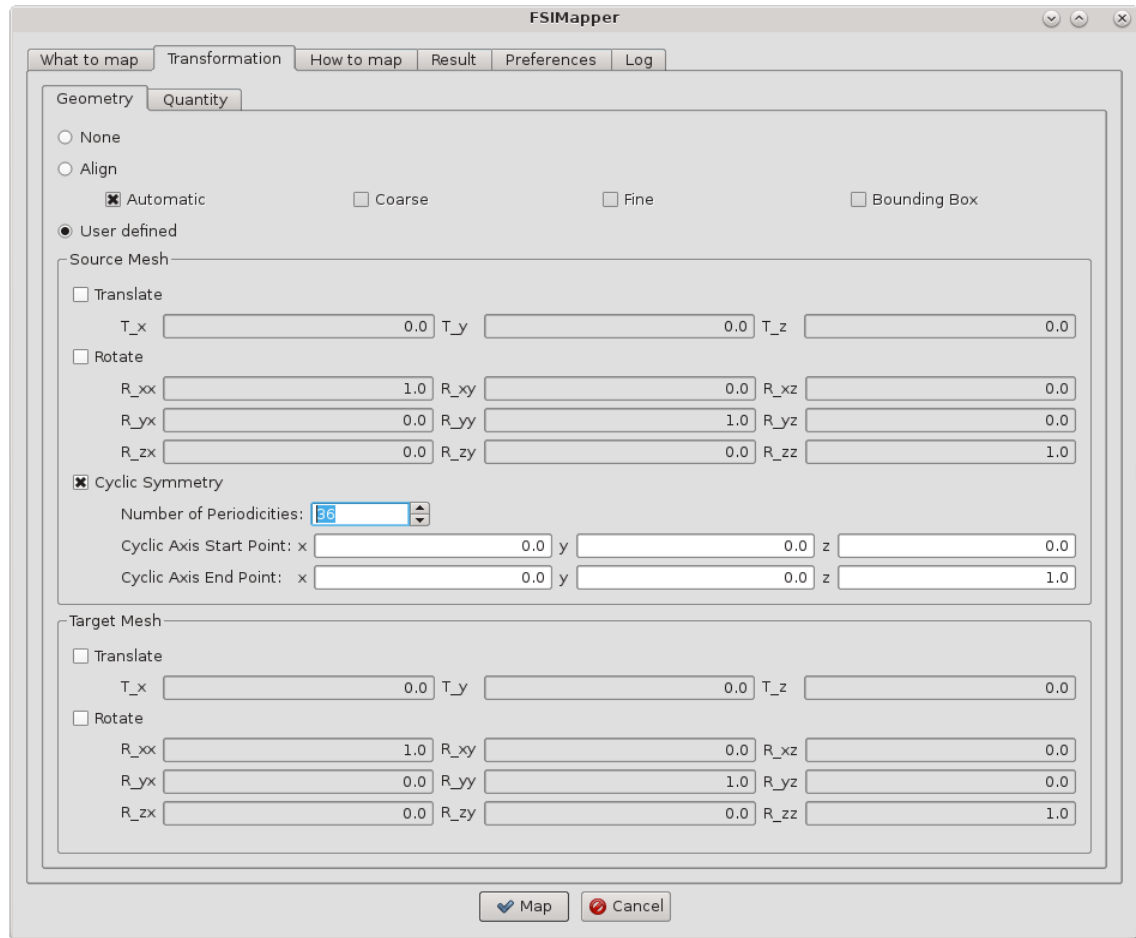 FSIMapper
What to map Transformation How to map Result Preferences Log
Geometry Quantity
None
Align
Automatic Coarse Fine Bounding Box
User defined
Source Mesh
Translate
T_x 0.0 T_y 0.0 T_z 0.0
Rotate
R_xx 1.0 R_xy 0.0 R_xz 0.0
R_yx 0.0 R_yy 1.0 R_yz 0.0
R_zx 0.0 R_zy 0.0 R_zz 1.0
Cyclic Symmetry
Number of Periodicities: 36
Cyclic Axis Start Point: x 0.0 y 0.0 z 0.0
Cyclic Axis End Point: x 0.0 y 0.0 z 1.0
Target Mesh
Translate
T_x 0.0 T_y 0.0 T_z 0.0
Rotate
R_xx 1.0 R_xy 0.0 R_xz 0.0
R_yx 0.0 R_yy 1.0 R_yz 0.0
R_zx 0.0 R_zy 0.0 R_zz 1.0
Map Cancel